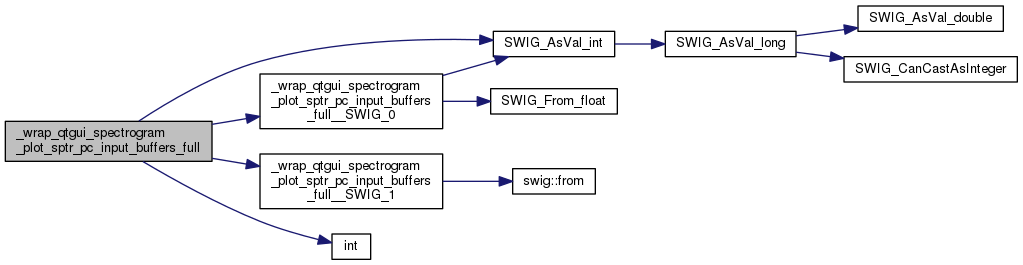 _wrap_qtgui_spectrogram
_plot_sptr_pc_input_buffers_full
SWIG_AsVal_int
SWIG_AsVal_long
SWIG_AsVal_double
SWIG_CanCastAsInteger
_wrap_qtgui_spectrogram
_plot_sptr_pc_input_buffers
_full__SWIG_0
SWIG_From_float
_wrap_qtgui_spectrogram
_plot_sptr_pc_input_buffers
_full__SWIG_1
swig::from
int